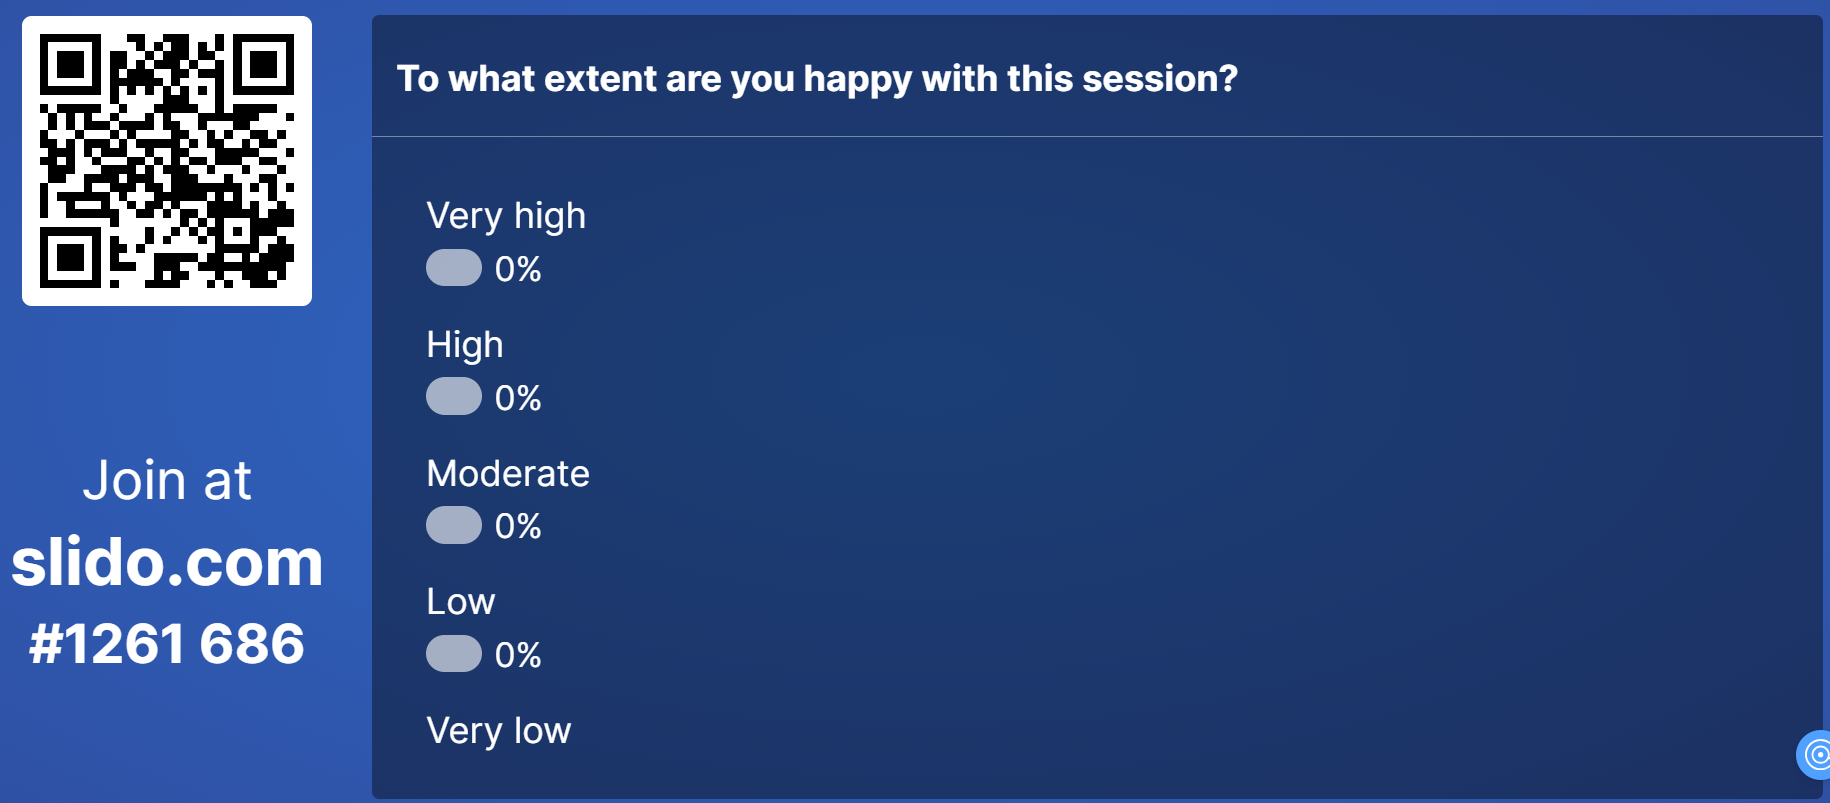 To what extent are you happy with this session?
Very high
0%
High
0%
Moderate
0%
Low
0%
Very low
Join at
slido.com
#1261 686